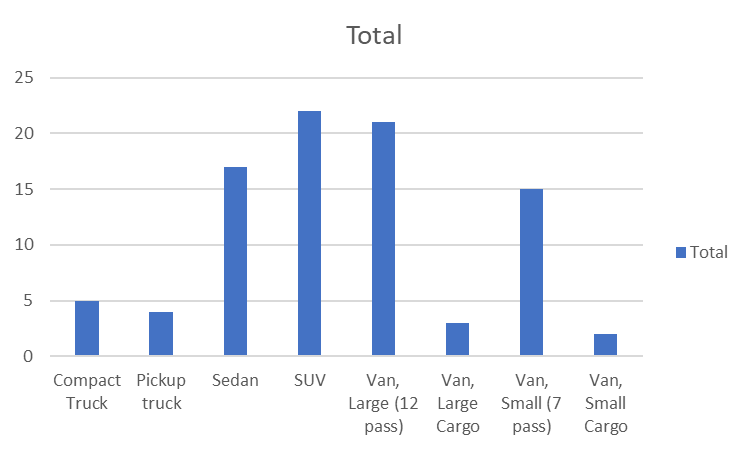 Total
25
20
15
10
5
0
Compact
Truck
Pickup
truck
Sedan
SUV
Van,
Large (12
pass)
Van,
Large
Cargo
Van,
Small (7
pass)
Van,
Small
Cargo
Total